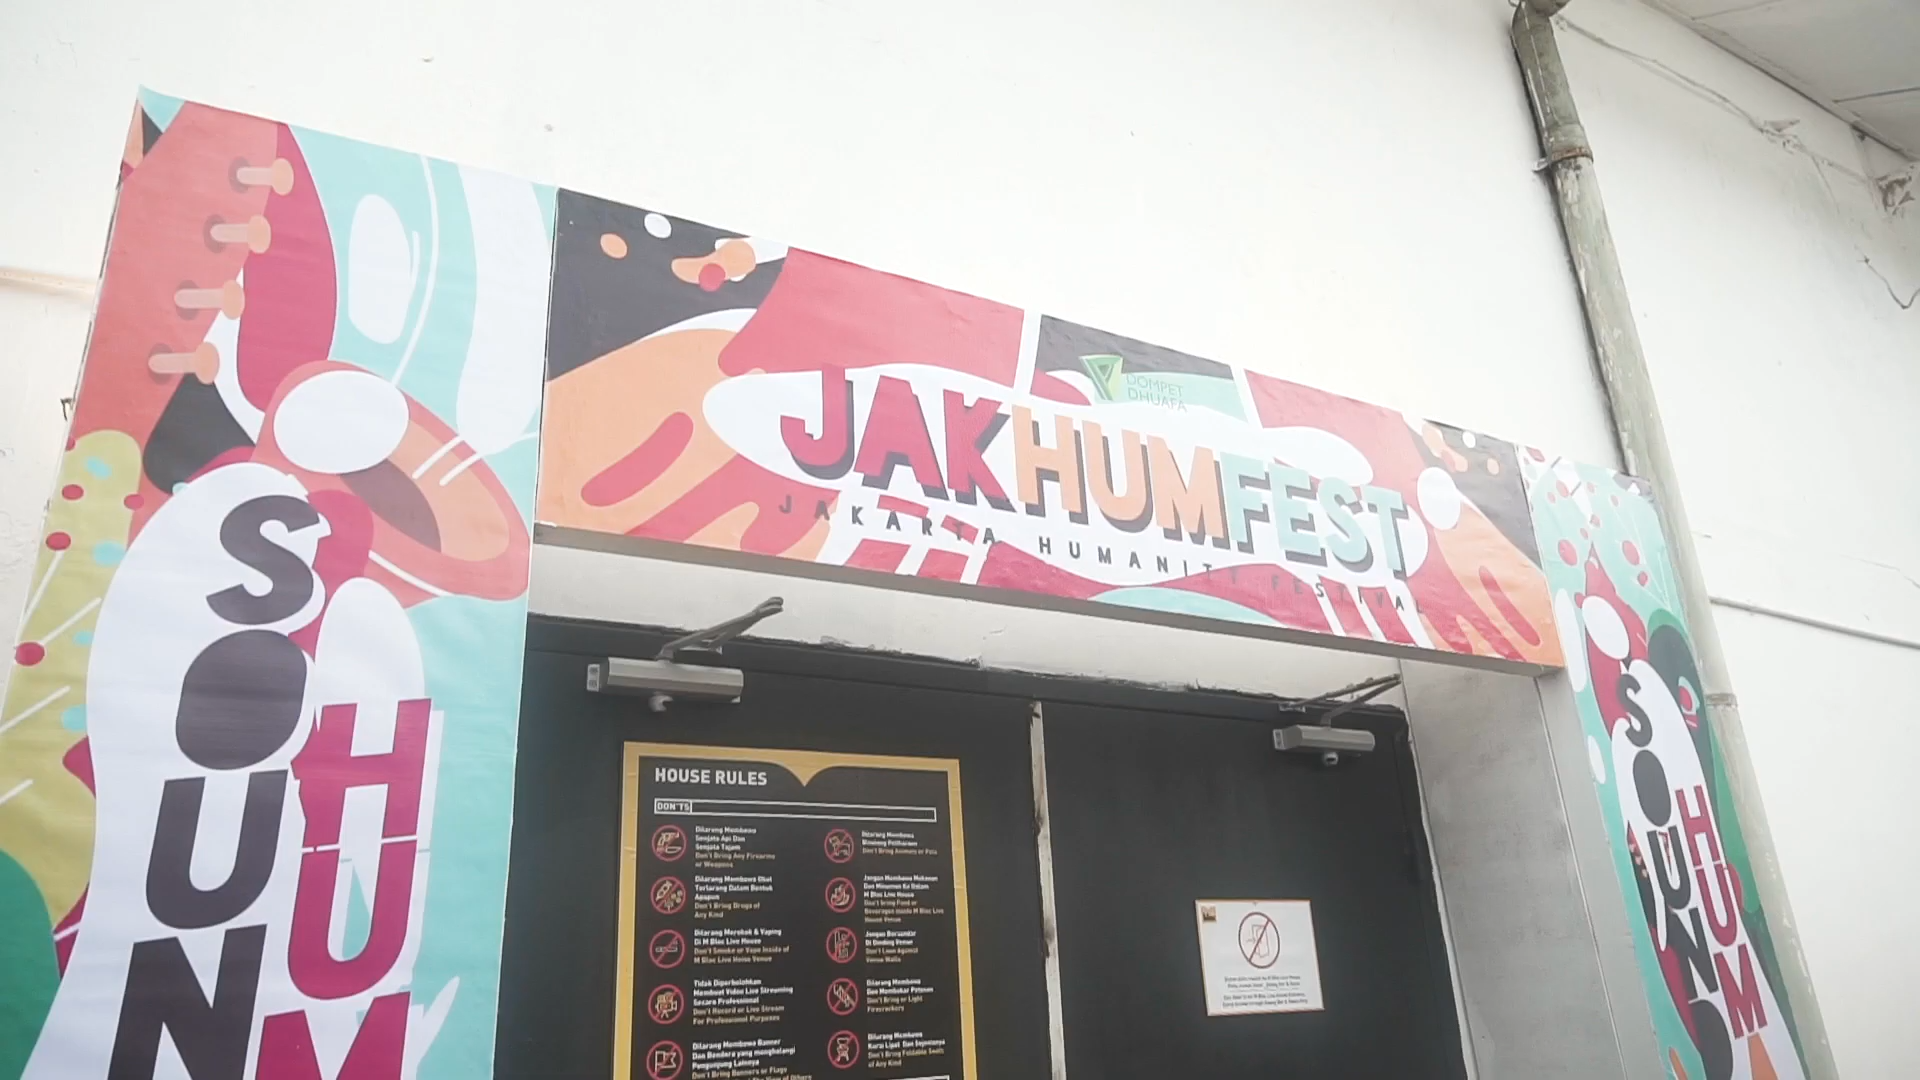 DOMPET
DHUAFA
JAKHUMFEST
JAKARTA HUMANITY FESTIVAL
SOUN
HUM
SOUND
HUM
HOUSE RULES
DON'TS
Dilarang Membawa
Senjata Api Dan
Senjata Tajam
Don't Bring Any Firearms
or Weapons
Dilarang Membawa Obat
Terlarang Dalam Bentuk
Apapun
Don't Bring Drugs of
Any Kind
Dilarang Merokok & Vaping
Di M Bloc Live House
Don't Smoke or Vape Inside of
M Bloc Live House Venue
Tidak Diperbolehkan
Membuat Video Live Streaming
Secara Profesional
Don't Record or Live Stream
For Professional Purposes
Dilarang Membawa Banner
Dan Bendera yang menghalangi
Pengunjung Lainnya
Don't Bring Banners or Flags
Dilarang Membawa
Binatang Peliharaan
Don't Bring Animals or Pets
Jangan Membawa Makanan
Dan Minuman Ke Dalam
M Bloc Live House
Don't bring Food or
Beverages inside M Bloc Live
House Venue
Jangan Bersandar
Di Dinding Venue
Don't Lean Against
Venue Walls
Dilarang Membawa
Dan Membakar Petasan
Don't Bring or Light
Firecrackers
Dilarang Membawa
Kursi Lipat Dan Sejenisnya
Don't Bring Foldable Seats
of Any Kind